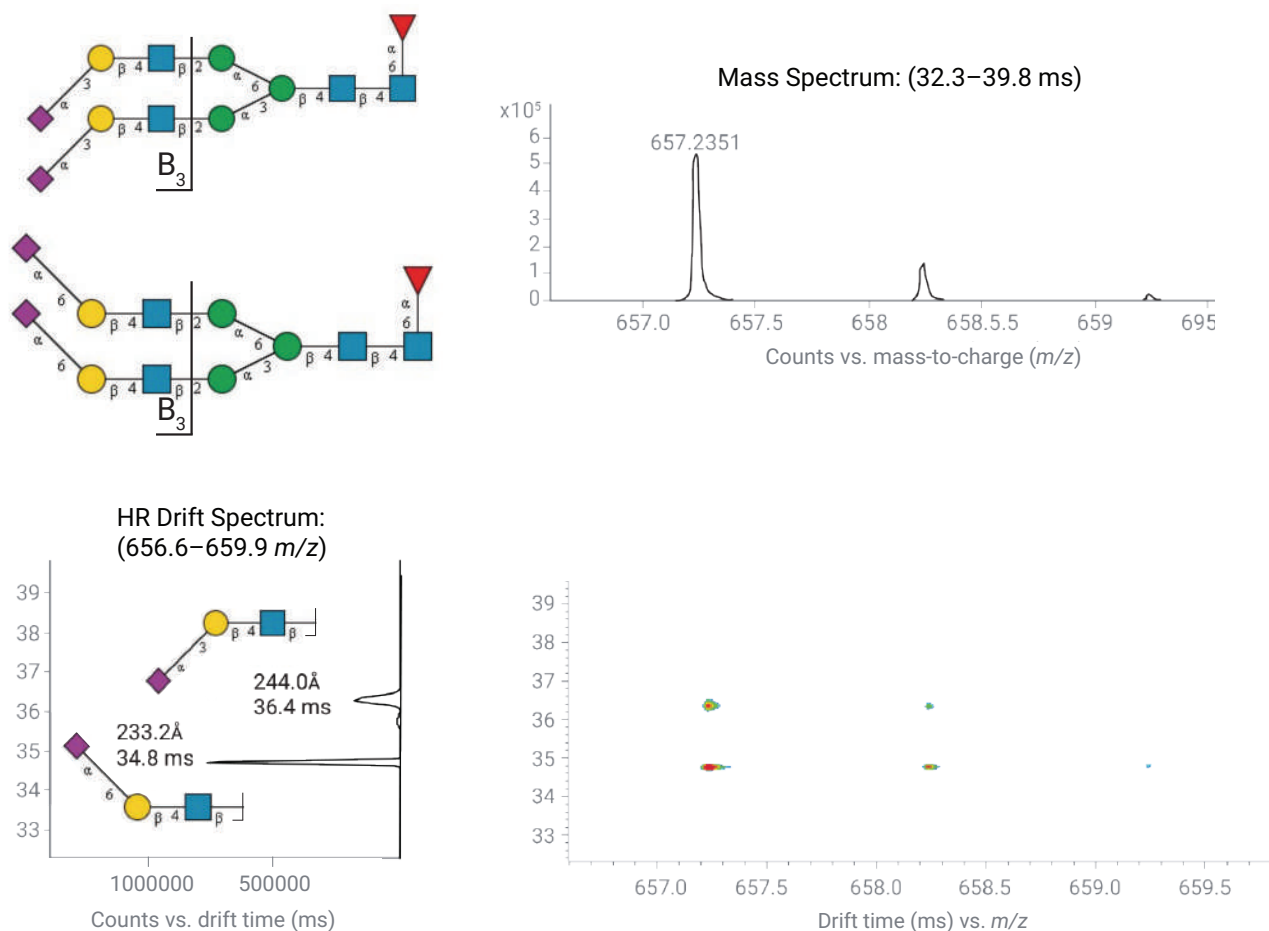 α
6
β 4 β 2 α
3 6
α β 4 β 4
3
β 4 β 2 α
3
α
B3
Mass Spectrum: (32.3–39.8 ms)
x10⁵
657.2351
6
5
4
3
2
1
0
657.0 657.5 658 658.5 659 695
Counts vs. mass-to-charge (m/z)
α
6
α
6
β 4 β 2 α
6
α β 4 β 4
3
6
β 4 β 2 α
B3
HR Drift Spectrum:
(656.6–659.9 m/z)
39
38
37
36
35
34
33
β 4 β
3
α
244.0Å
36.4 ms
233.2Å
34.8 ms
α
6
β 4 β
1000000 500000
Counts vs. drift time (ms)
39
38
37
36
35
34
33
657.0 657.5 658.0 658.5 659.0 659.5
Drift time (ms) vs. m/z